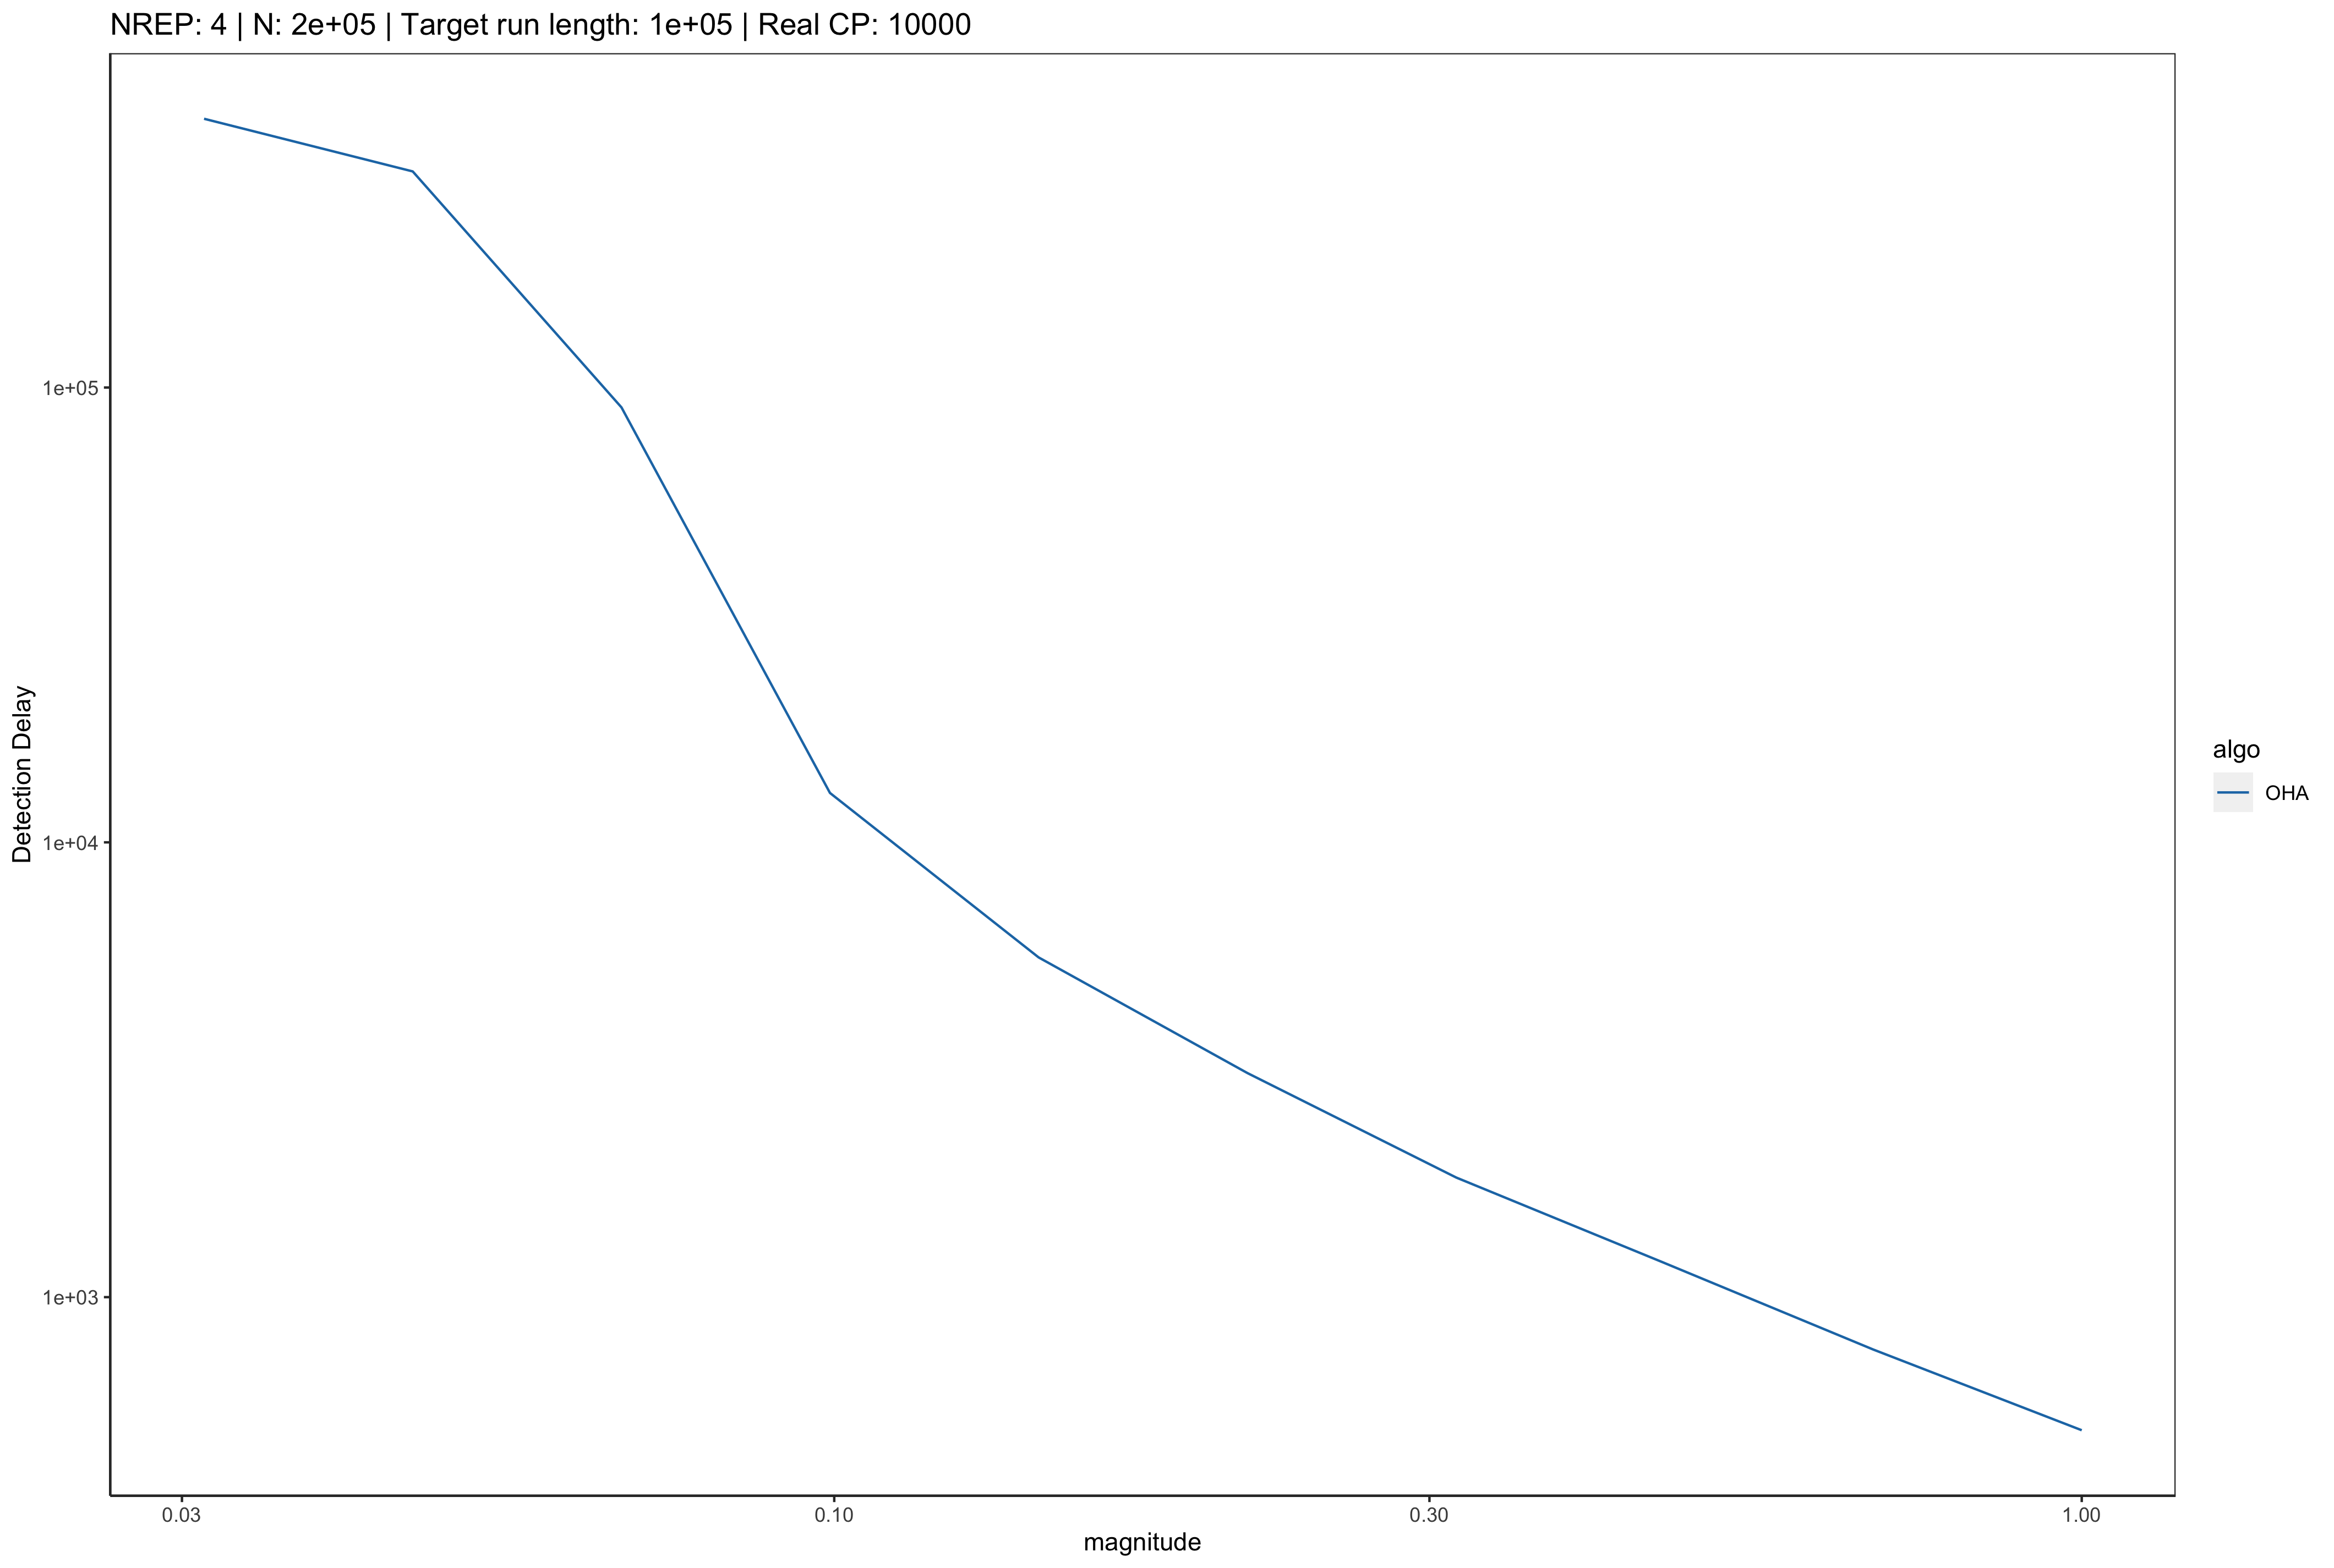 NREP: 4 | N: 2e+05 | Target run length: 1e+05 | Real CP: 10000
Detection Delay
1e+05
1e+04
1e+03
0.03
0.10
0.30
1.00
magnitude
algo
OHA